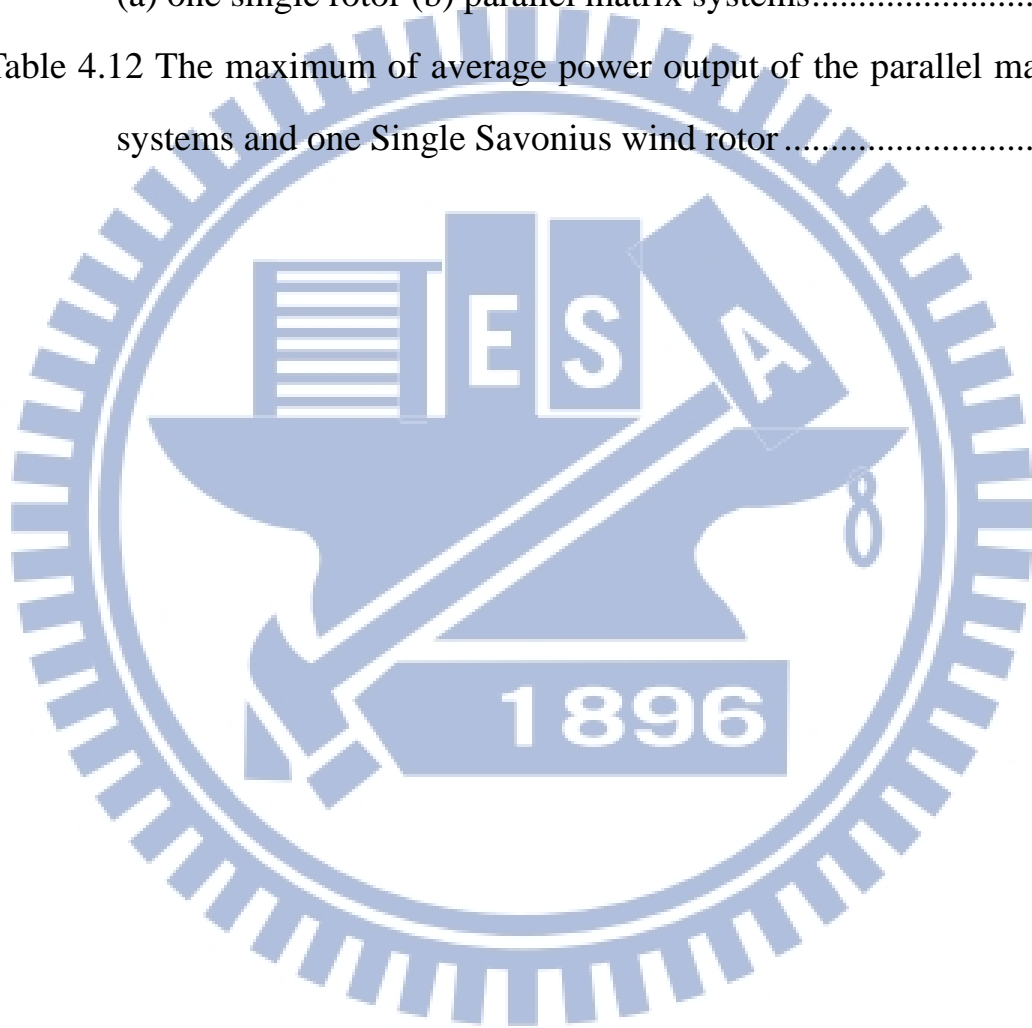 (a) one single rotor (b) parallel matrix systems......................
Table 4.12 The maximum of average power output of the parallel ma
systems and one Single Savonius wind rotor..........................
E S A
8
1896